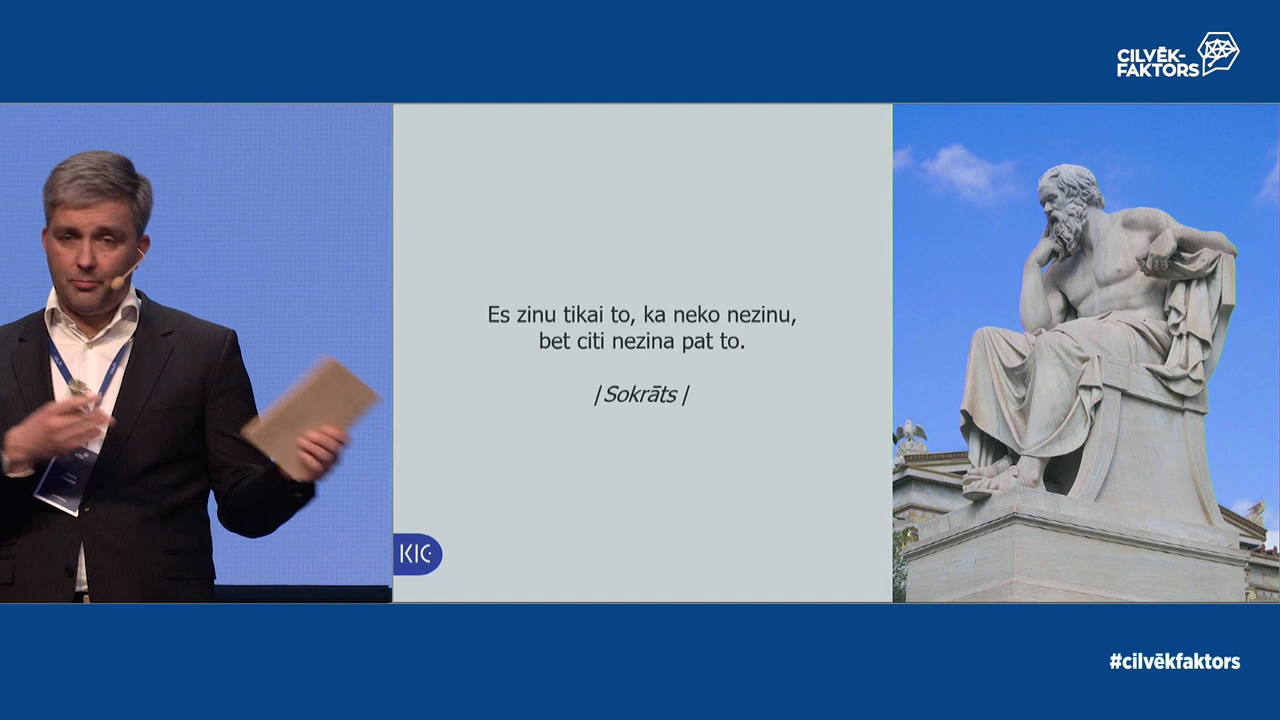 CILVĒK-
FAKTORS
Es zinu tikai to, ka neko nezinu,
bet citi nezina pat to.
|Sokrāts |
KIC
#cilvēkfaktors